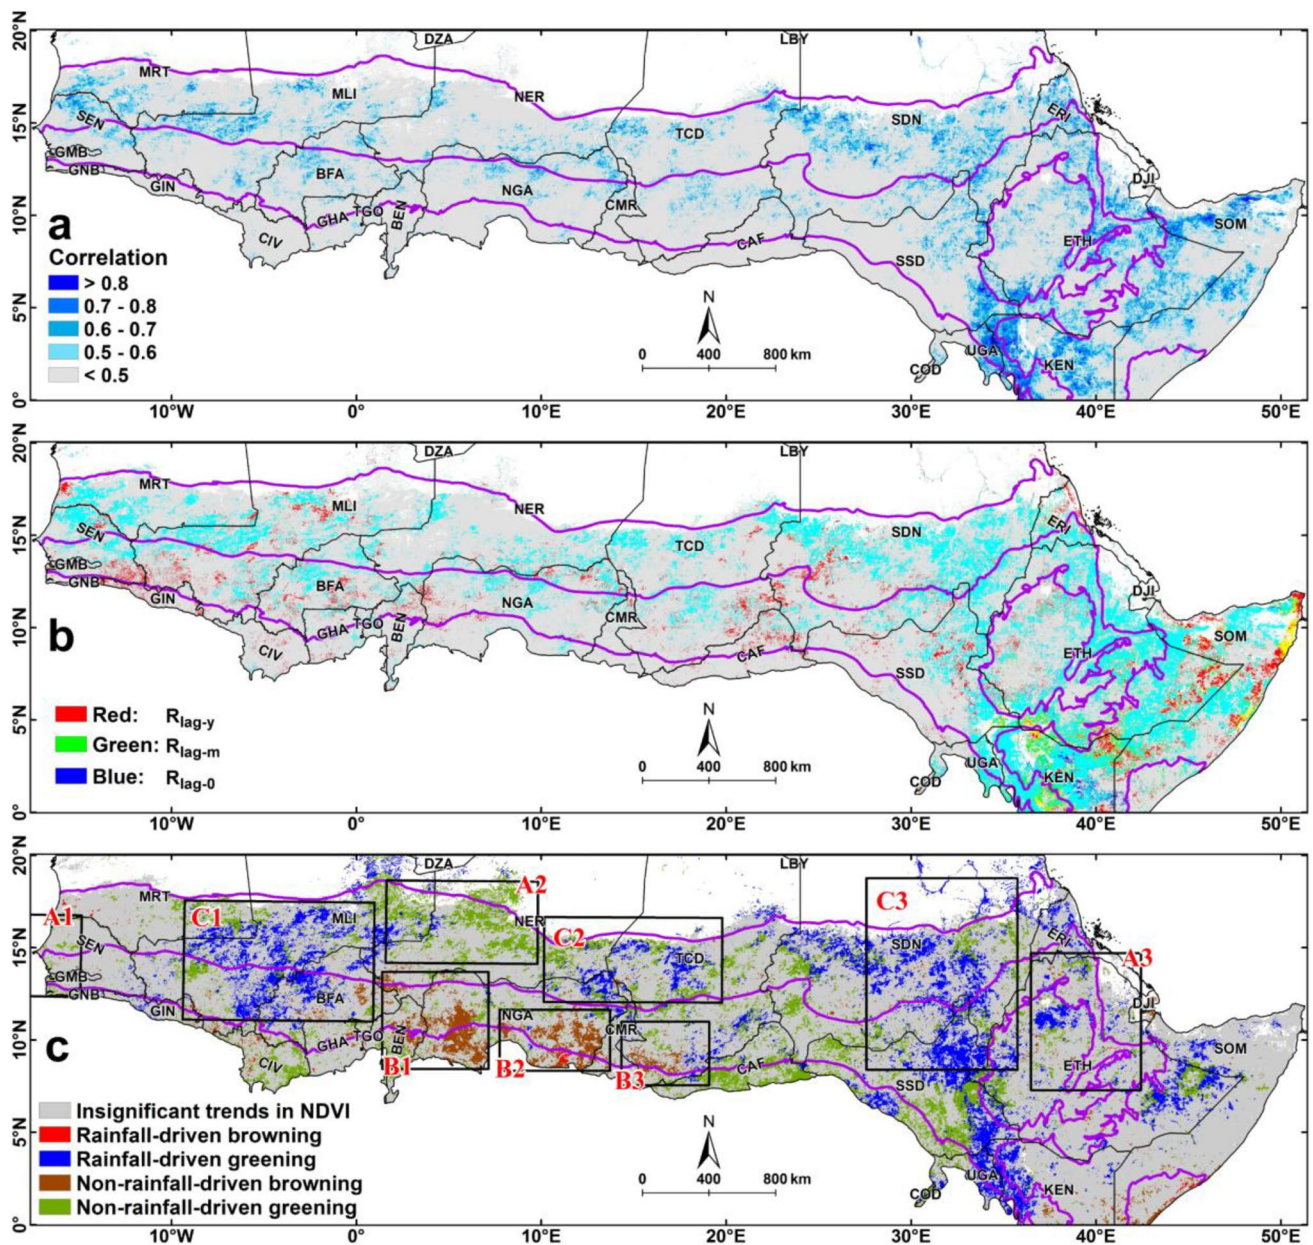 20°N
15°N
10°N
5°N
0°
DZA
LBY
MRT
MLI
NER
TCD
SDN
ERI
SEN
GMB
GNB
GIN
BFA
NGA
CMR
DJI
SOM
GHA
TGO
BEN
CIV
CAF
SSD
ETH
UGA
KEN
COD
a
Correlation
> 0.8
0.7 - 0.8
0.6 - 0.7
0.5 - 0.6
< 0.5
N
0 400 800 km
10°W 0° 10°E 20°E 30°E 40°E 50°E
20°N
15°N
10°N
5°N
0°
DZA
LBY
MRT
MLI
NER
TCD
SDN
ERI
SEN
GMB
GNB
GIN
BFA
NGA
CMR
DJI
SOM
GHA
TGO
BEN
CIV
CAF
SSD
ETH
UGA
KEN
COD
b
Red: Rlag-y
Green: Rlag-m
Blue: Rlag-0
N
0 400 800 km
10°W 0° 10°E 20°E 30°E 40°E 50°E
20°N
15°N
10°N
5°N
0°
DZA
LBY
MRT
MLI
NER
TCD
SDN
ERI
SEN
GMB
GNB
GIN
BFA
NGA
CMR
DJI
SOM
GHA
TGO
BEN
CIV
CAF
SSD
ETH
UGA
KEN
COD
A1
C1
A2
C2
C3
A3
B1
B2
B3
c
Insignificant trends in NDVI
Rainfall-driven browning
Rainfall-driven greening
Non-rainfall-driven browning
Non-rainfall-driven greening
N
0 400 800 km
10°W 0° 10°E 20°E 30°E 40°E 50°E